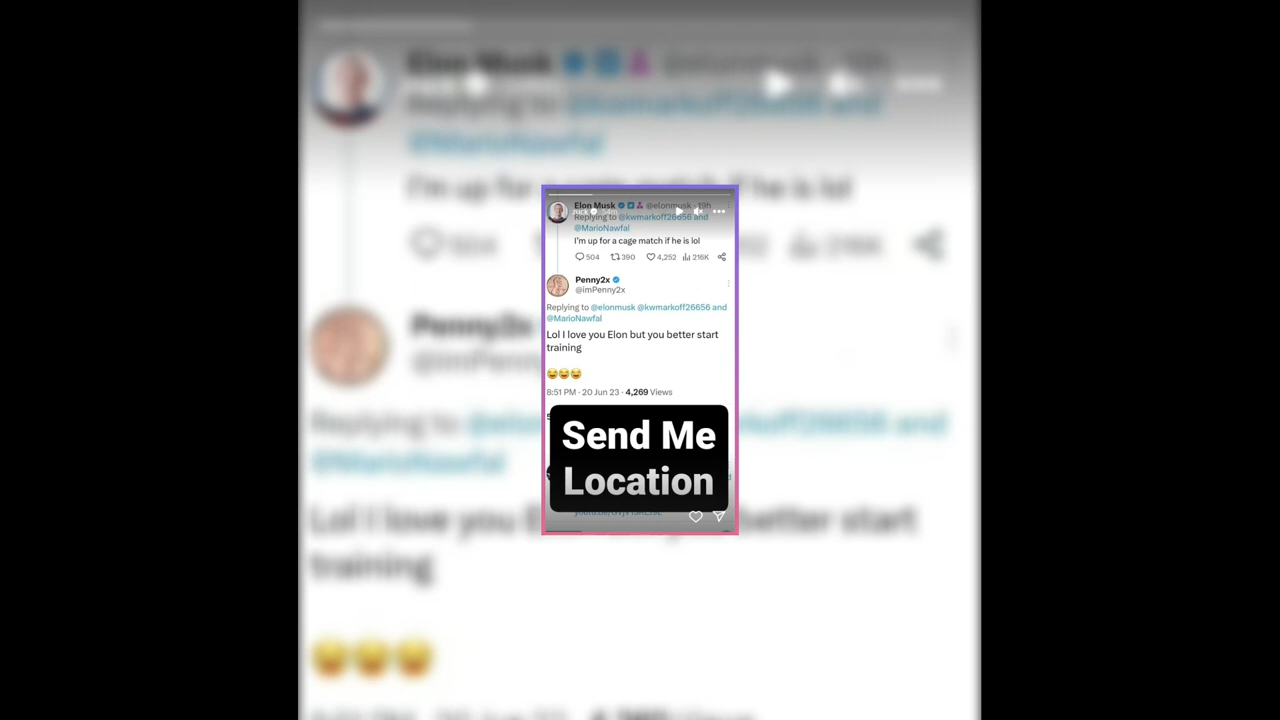 Elon Musk @elonmusk · 19h
zuck
Replying to @kwmarkoff26656 and
@MarioNawfal
I'm up for a cage match if he is lol
504 390 4,252 216K
Penny2x
@imPenny2x
Replying to @elonmusk @kwmarkoff26656 and
@MarioNawfal
Lol I love you Elon but you better start
training
😂😂😂
8:51 PM · 20 Jun 23 · 4,269 Views
Send Me
Location